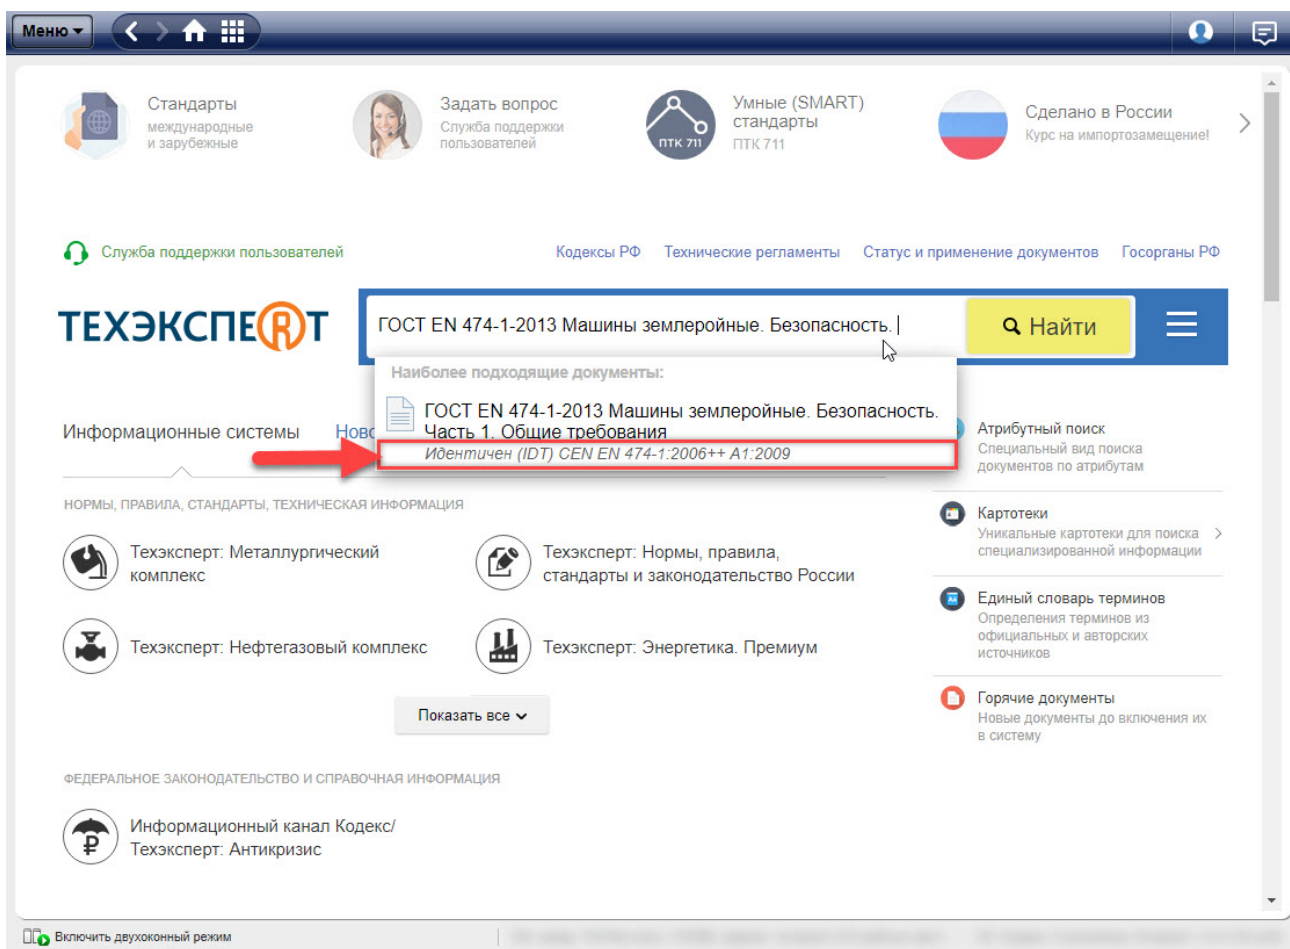 Меню
Стандарты
международные
и зарубежные
Задать вопрос
Служба поддержки
пользователей
ПТК 711
Умные (SMART)
стандарты
ПТК 711
Сделано в России
Курс на импортозамещение!
Служба поддержки пользователей
Кодексы РФ Технические регламенты Статус и применение документов Госорганы РФ
ТЕХЭКСПЕRТ
ГОСТ EN 474-1-2013 Машины землеройные. Безопасность.
Найти
Наиболее подходящие документы:
ГОСТ EN 474-1-2013 Машины землеройные. Безопасность.
Часть 1. Общие требования
Идентичен (IDT) CEN EN 474-1:2006++ A1:2009
Информационные системы
НОРМЫ, ПРАВИЛА, СТАНДАРТЫ, ТЕХНИЧЕСКАЯ ИНФОРМАЦИЯ
Техэксперт: Металлургический
комплекс
Техэксперт: Нормы, правила,
стандарты и законодательство России
Техэксперт: Нефтегазовый комплекс
Техэксперт: Энергетика. Премиум
Показать все
ФЕДЕРАЛЬНОЕ ЗАКОНОДАТЕЛЬСТВО И СПРАВОЧНАЯ ИНФОРМАЦИЯ
Информационный канал Кодекс/
Техэксперт: Антикризис
Атрибутный поиск
Специальный вид поиска
документов по атрибутам
Картотеки
Уникальные картотеки для поиска
специализированной информации
Единый словарь терминов
Определения терминов из
официальных и авторских
источников
Горячие документы
Новые документы до включения их
в систему
Включить двухоконный режим